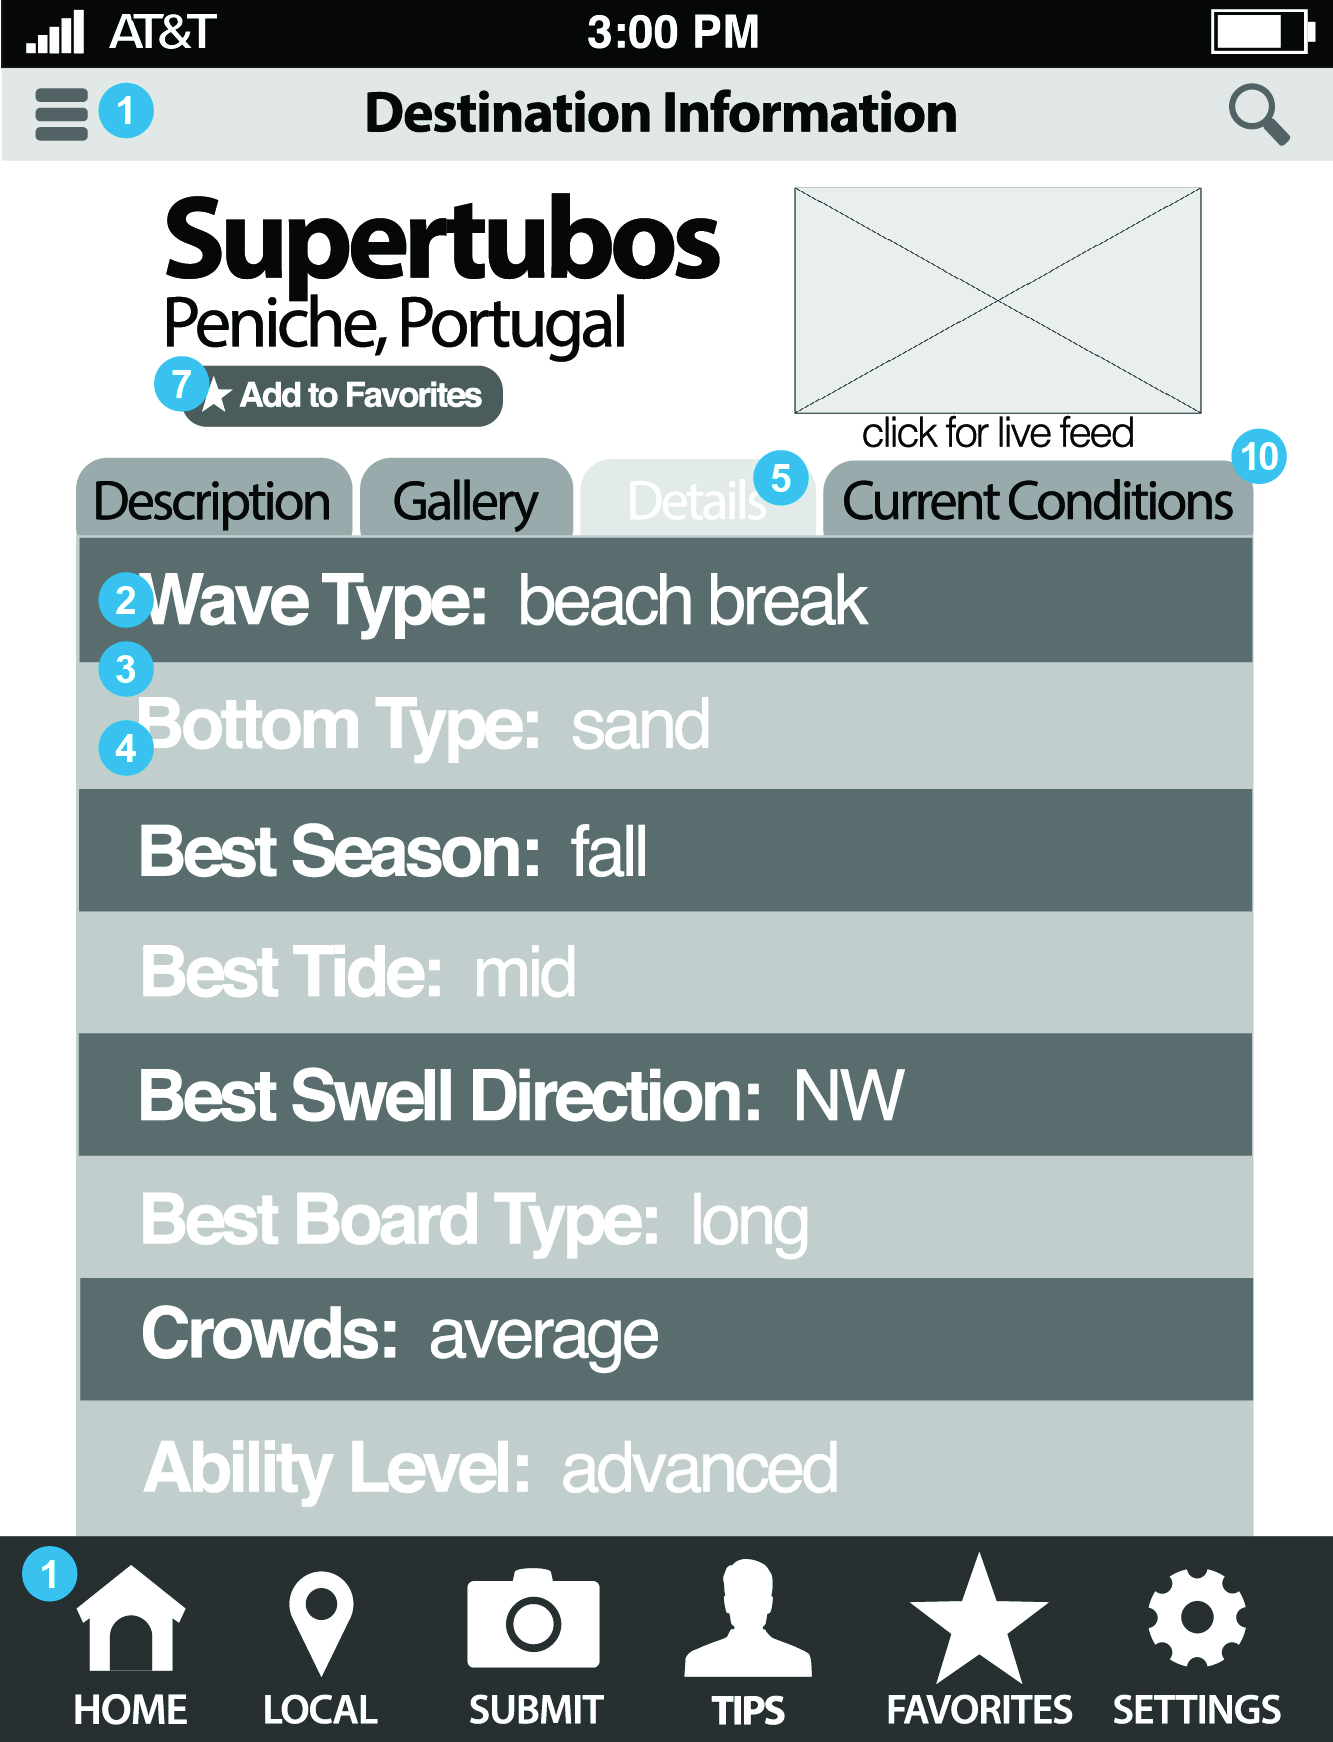 AT&T 3:00 PM
1 Destination Information
Supertubos
Peniche, Portugal
7 Add to Favorites
click for live feed
10
Description Gallery Details 5 Current Conditions
2 Wave Type: beach break
3
Bottom Type: sand
4
Best Season: fall
Best Tide: mid
Best Swell Direction: NW
Best Board Type: long
Crowds: average
Ability Level: advanced
1
HOME LOCAL SUBMIT TIPS FAVORITES SETTINGS